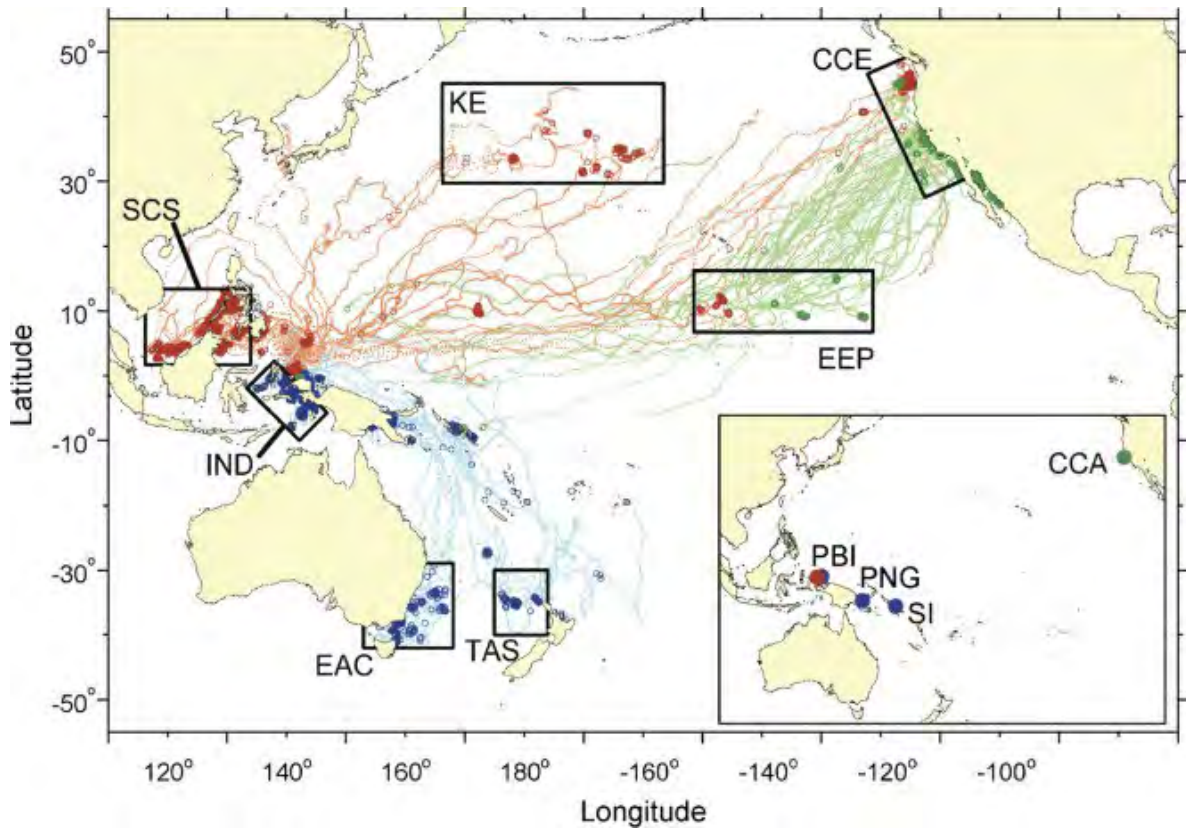 50°
CCE
KE
30°
SCS
10°
EEP
Latitude
-10°
IND
CCA
PBI
PNG
SI
-30°
EAC
TAS
-50°
120° 140° 160° 180° -160° -140° -120° -100°
Longitude